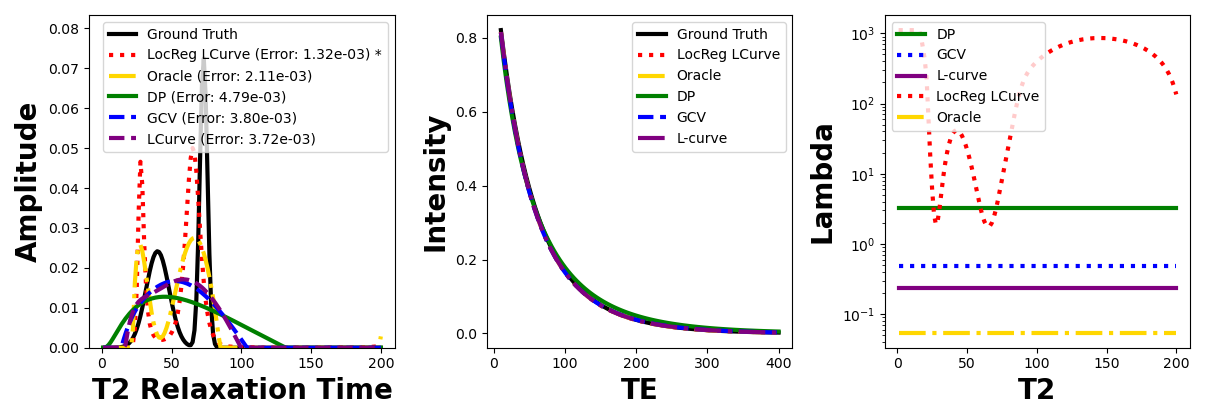 Amplitude
0.08
0.07
0.06
0.05
0.04
0.03
0.02
0.01
0.00
Ground Truth
LocReg LCurve (Error: 1.32e-03) *
Oracle (Error: 2.11e-03)
DP (Error: 4.79e-03)
GCV (Error: 3.80e-03)
LCurve (Error: 3.72e-03)
0 50 100 150 200
T2 Relaxation Time
Intensity
0.8
0.6
0.4
0.2
0.0
Ground Truth
LocReg LCurve
Oracle
DP
GCV
L-curve
0 100 200 300 400
TE
Lambda
10³
10²
10¹
10⁰
10⁻¹
DP
GCV
L-curve
LocReg LCurve
Oracle
0 50 100 150 200
T2